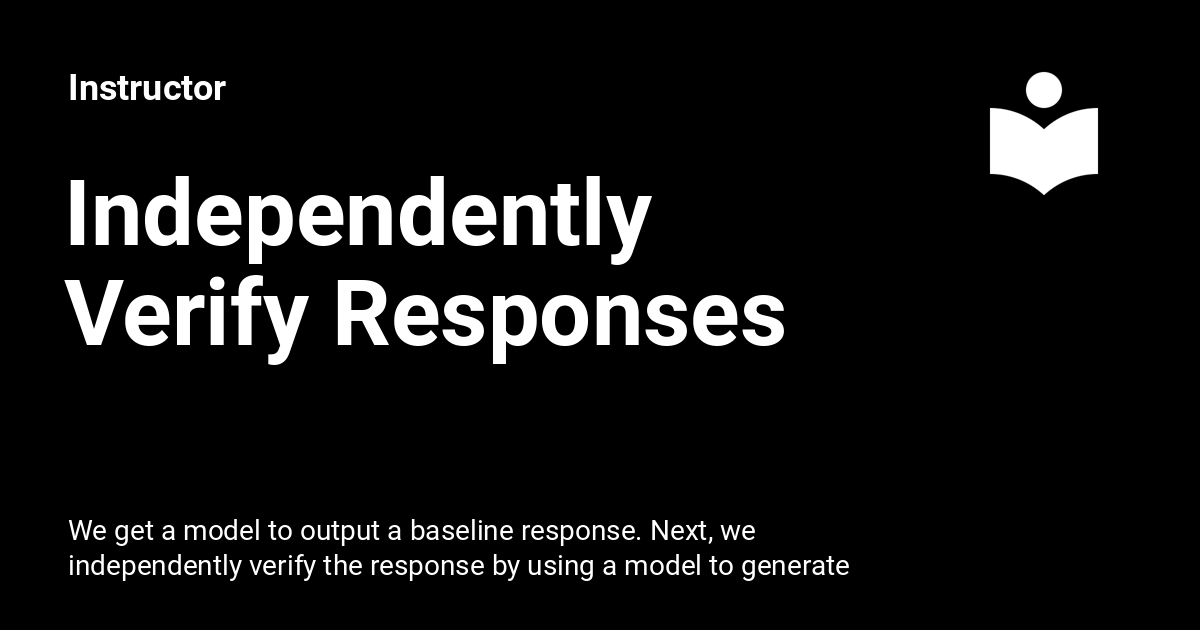 Instructor
Independently
Verify Responses
We get a model to output a baseline response. Next, we
independently verify the response by using a model to generate